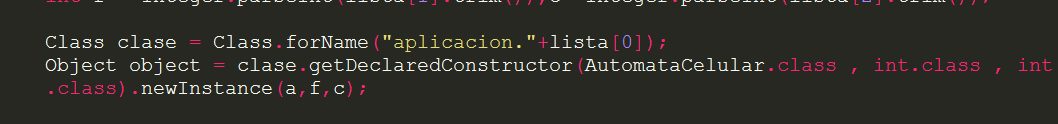 Class clase = Class.forName("aplicacion."+lista[0]);
Object object = clase.getDeclaredConstructor(AutomataCelular.class , int.class , int
.class).newInstance(a,f,c);